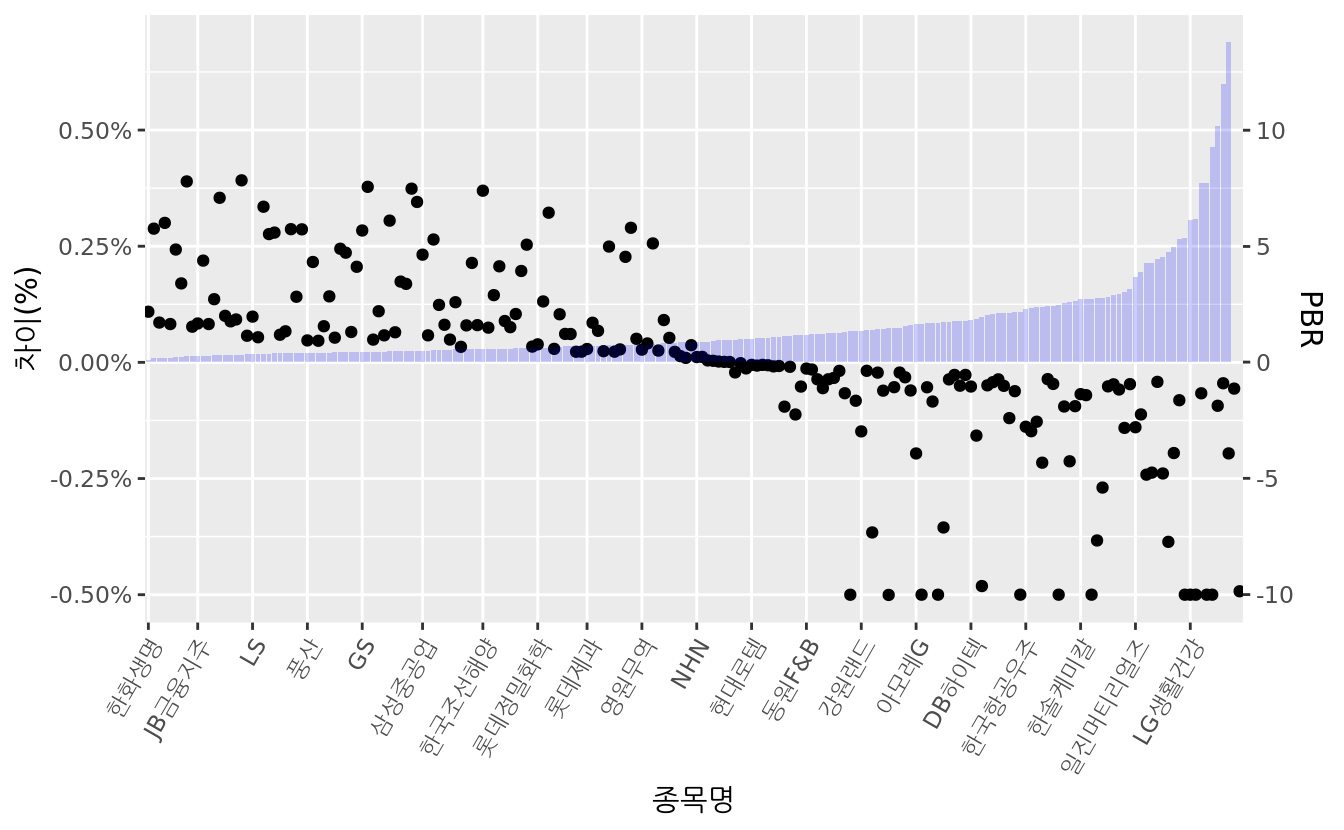 차이(%)
0.50%
0.25%
0.00%
-0.25%
-0.50%
10
5
0
-5
-10
PBR
한화생명
JB금융지주
LS
풍산
GS
삼성중공업
한국조선해양
롯데정밀화학
롯데제과
영원무역
NHN
현대로템
동원F&B
강원랜드
아모레G
DB하이텍
한국항공우주
한솔케미칼
일진머티리얼즈
LG생활건강
종목명